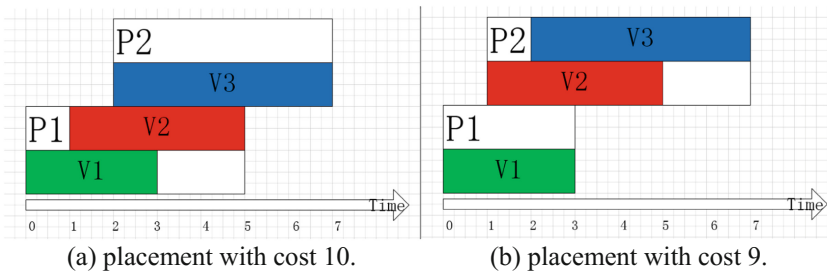 P2
V3
P1
V2
V1
Time
0 1 2 3 4 5 6 7
(a) placement with cost 10.
P2
V3
V2
P1
V1
Time
0 1 2 3 4 5 6 7
(b) placement with cost 9.